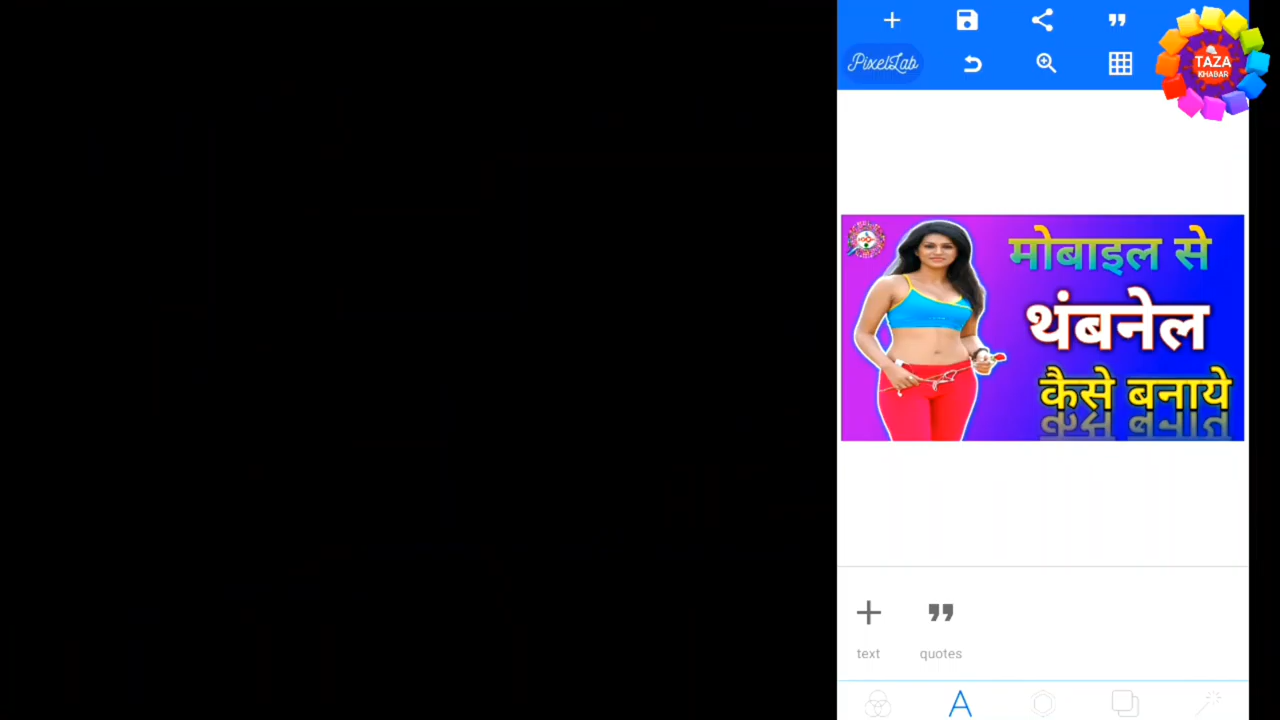 PixelLab
TAZA
KHABAR
मोबाइल से
थंबनेल
कैसे बनाये
text
quotes